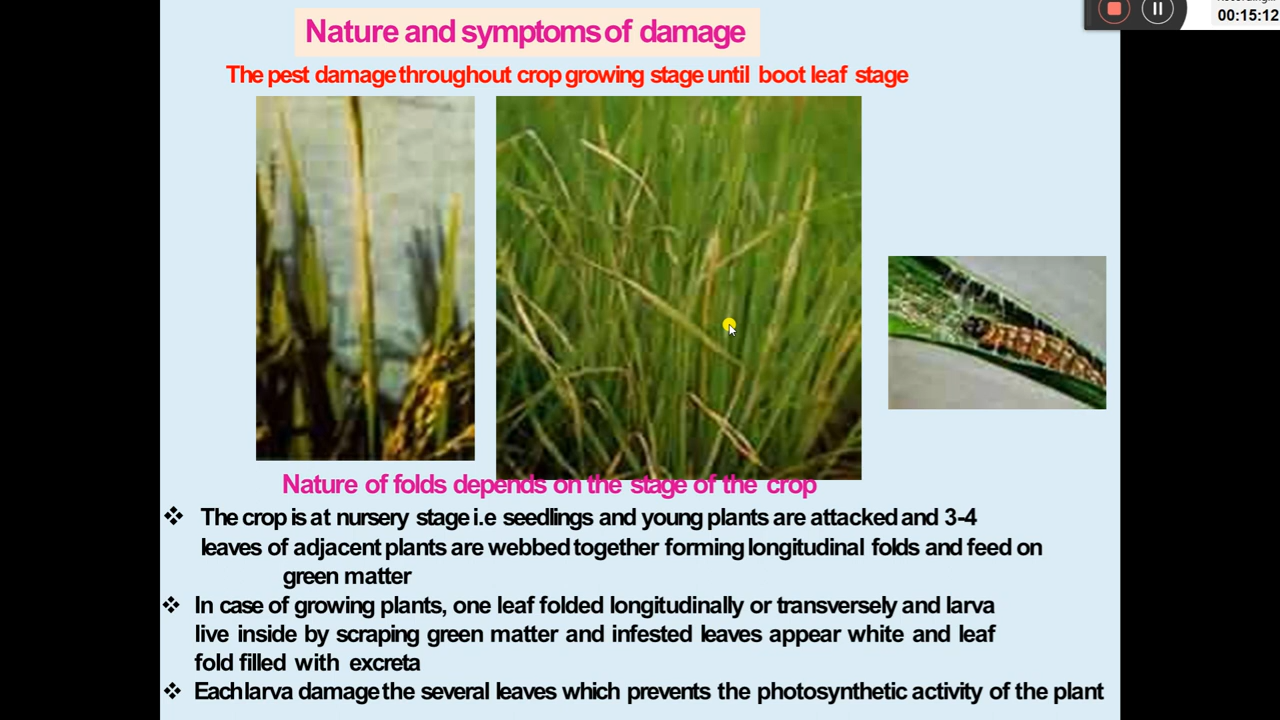 00:15:12
Nature and symptoms of damage
The pest damage throughout crop growing stage until boot leaf stage
Nature of folds depends on the stage of the crop
❖ The crop is at nursery stage i.e seedlings and young plants are attacked and 3-4
leaves of adjacent plants are webbed together forming longitudinal folds and feed on
green matter
❖ In case of growing plants, one leaf folded longitudinally or transversely and larva
live inside by scraping green matter and infested leaves appear white and leaf
fold filled with excreta
❖ Each larva damage the several leaves which prevents the photosynthetic activity of the plant